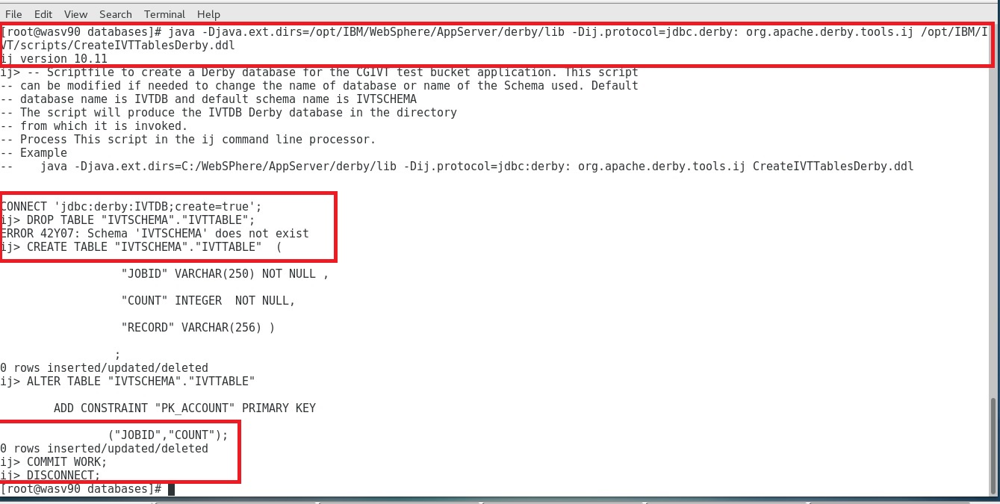 File Edit View Search Terminal Help
[root@wasv90 databases]# java -Djava.ext.dirs=/opt/IBM/WebSphere/AppServer/derby/lib -Dij.protocol=jdbc.derby: org.apache.derby.tools.ij /opt/IBM/I
VT/scripts/CreateIVTTablesDerby.ddl
ij version 10.11
ij> -- Scriptfile to create a Derby database for the CGIVT test bucket application. This script
-- can be modified if needed to change the name of database or name of the Schema used. Default
-- database name is IVTDB and default schema name is IVTSCHEMA
-- The script will produce the IVTDB Derby database in the directory
-- from which it is invoked.
-- Process This script in the ij command line processor.
-- Example
--    java -Djava.ext.dirs=C:/WebSPhere/AppServer/derby/lib -Dij.protocol=jdbc:derby: org.apache.derby.tools.ij CreateIVTTablesDerby.ddl
CONNECT 'jdbc:derby:IVTDB;create=true';
ij> DROP TABLE "IVTSCHEMA"."IVTTABLE";
ERROR 42Y07: Schema 'IVTSCHEMA' does not exist
ij> CREATE TABLE "IVTSCHEMA"."IVTTABLE"  (
"JOBID" VARCHAR(250) NOT NULL ,
"COUNT" INTEGER  NOT NULL,
"RECORD" VARCHAR(256) )
;
0 rows inserted/updated/deleted
ij> ALTER TABLE "IVTSCHEMA"."IVTTABLE"
ADD CONSTRAINT "PK_ACCOUNT" PRIMARY KEY
("JOBID","COUNT");
0 rows inserted/updated/deleted
ij> COMMIT WORK;
ij> DISCONNECT;
[root@wasv90 databases]#